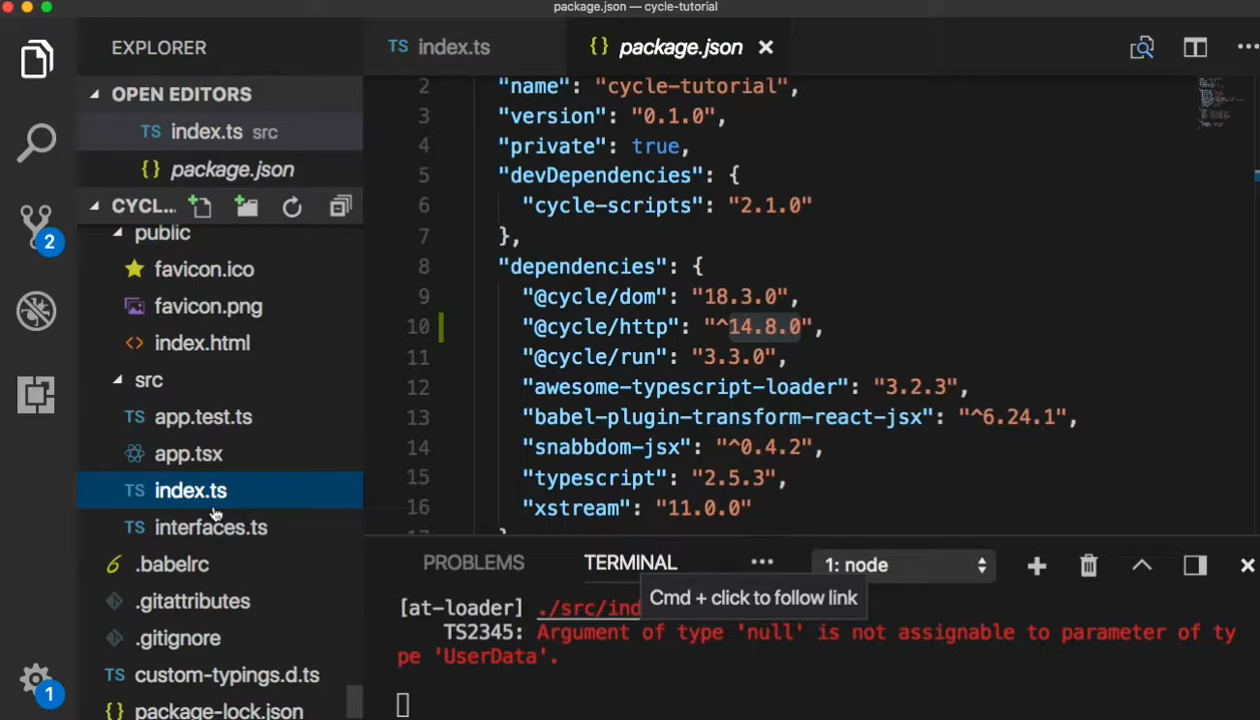 package.json — cycle-tutorial
EXPLORER
OPEN EDITORS
TS index.ts src
{} package.json
CYCL...
public
favicon.ico
favicon.png
<> index.html
src
TS app.test.ts
app.tsx
TS index.ts
TS interfaces.ts
.babelrc
.gitattributes
.gitignore
TS custom-typings.d.ts
package-lock.json
2
1
TS index.ts
{} package.json
2 "name": "cycle-tutorial",
3 "version": "0.1.0",
4 "private": true,
5 "devDependencies": {
6 "cycle-scripts": "2.1.0"
7 },
8 "dependencies": {
9 "@cycle/dom": "18.3.0",
10 "@cycle/http": "^14.8.0",
11 "@cycle/run": "3.3.0",
12 "awesome-typescript-loader": "3.2.3",
13 "babel-plugin-transform-react-jsx": "^6.24.1",
14 "snabbdom-jsx": "^0.4.2",
15 "typescript": "2.5.3",
16 "xstream": "11.0.0"
PROBLEMS TERMINAL ... 1: node
Cmd + click to follow link
[at-loader] ./src/ind
TS2345: Argument of type 'null' is not assignable to parameter of ty
pe 'UserData'.